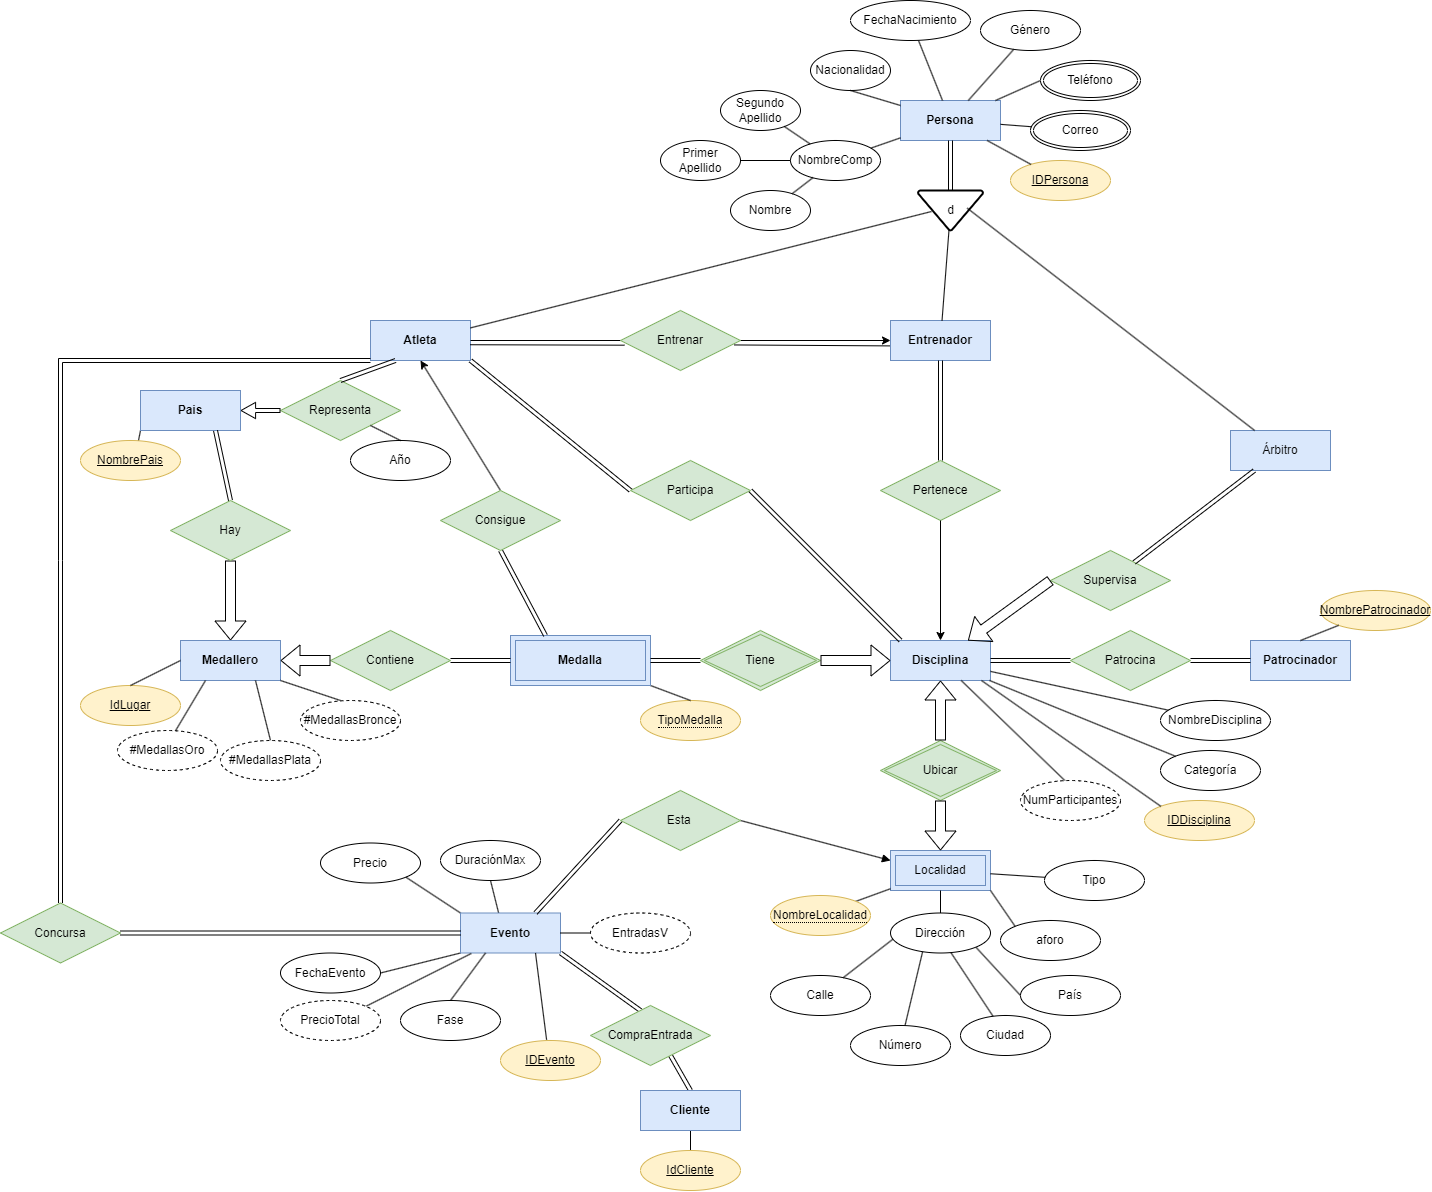 FechaNacimiento
Género
Nacionalidad
Teléfono
Segundo
Apellido
Persona
Correo
Primer
Apellido
NombreComp
IDPersona
Nombre
d
Atleta
Entrenar
Entrenador
Pais
Representa
NombrePais
Año
Árbitro
Participa
Pertenece
Consigue
Hay
Supervisa
NombrePatrocinador
Medallero
Contiene
Medalla
Tiene
Disciplina
Patrocina
Patrocinador
IdLugar
#MedallasBronce
TipoMedalla
NombreDisciplina
#MedallasOro
#MedallasPlata
Ubicar
Categoría
NumParticipantes
IDDisciplina
Esta
Precio
DuraciónMax
Localidad
Tipo
NombreLocalidad
Concursa
Evento
EntradasV
Dirección
aforo
FechaEvento
Calle
País
PrecioTotal
Fase
CompraEntrada
Número
Ciudad
IDEvento
Cliente
IdCliente